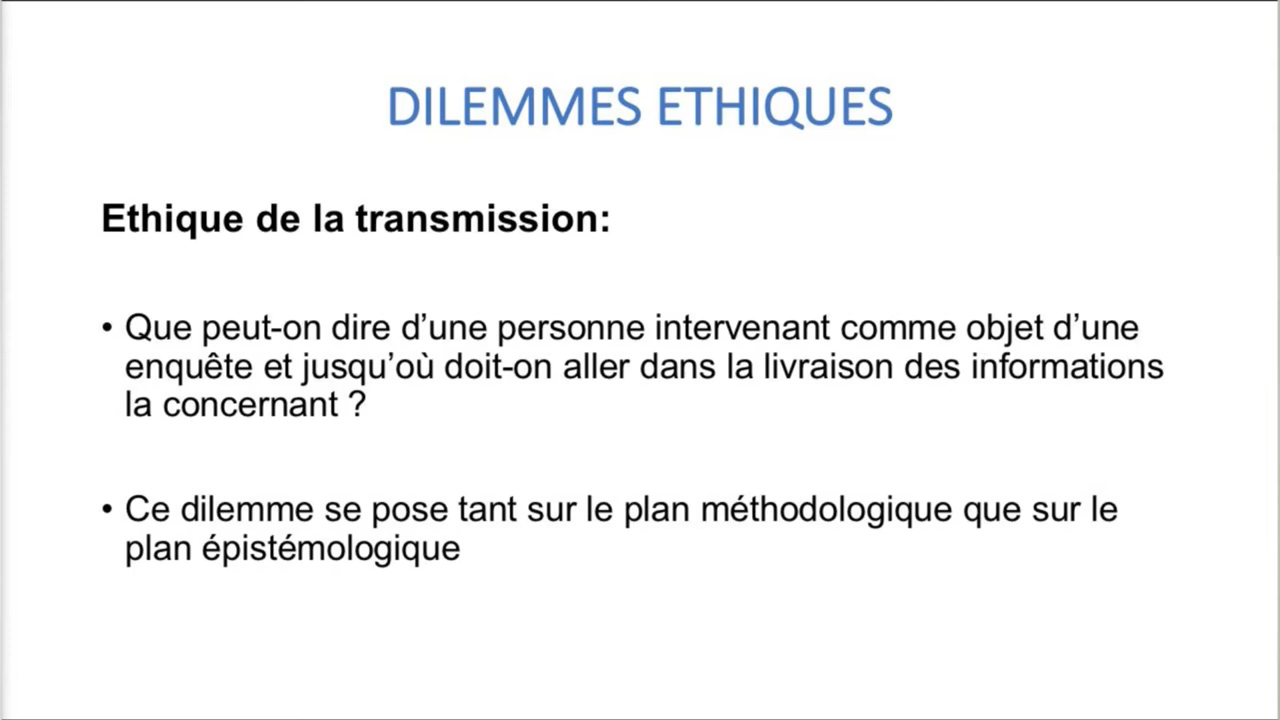 DILEMMES ETHIQUES
Ethique de la transmission:
• Que peut-on dire d’une personne intervenant comme objet d’une
enquête et jusqu’où doit-on aller dans la livraison des informations
la concernant ?
• Ce dilemme se pose tant sur le plan méthodologique que sur le
plan épistémologique